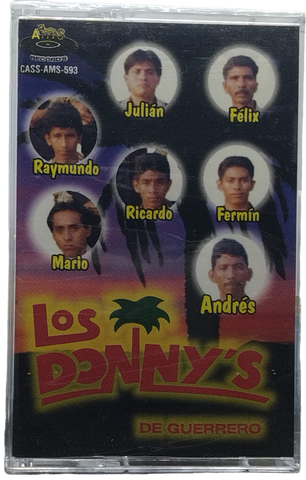 AMS
RECORDS
CASS-AMS-593
Julián
Félix
Raymundo
Ricardo
Fermín
Mario
Andrés
LOS
DONNY'S
DE GUERRERO